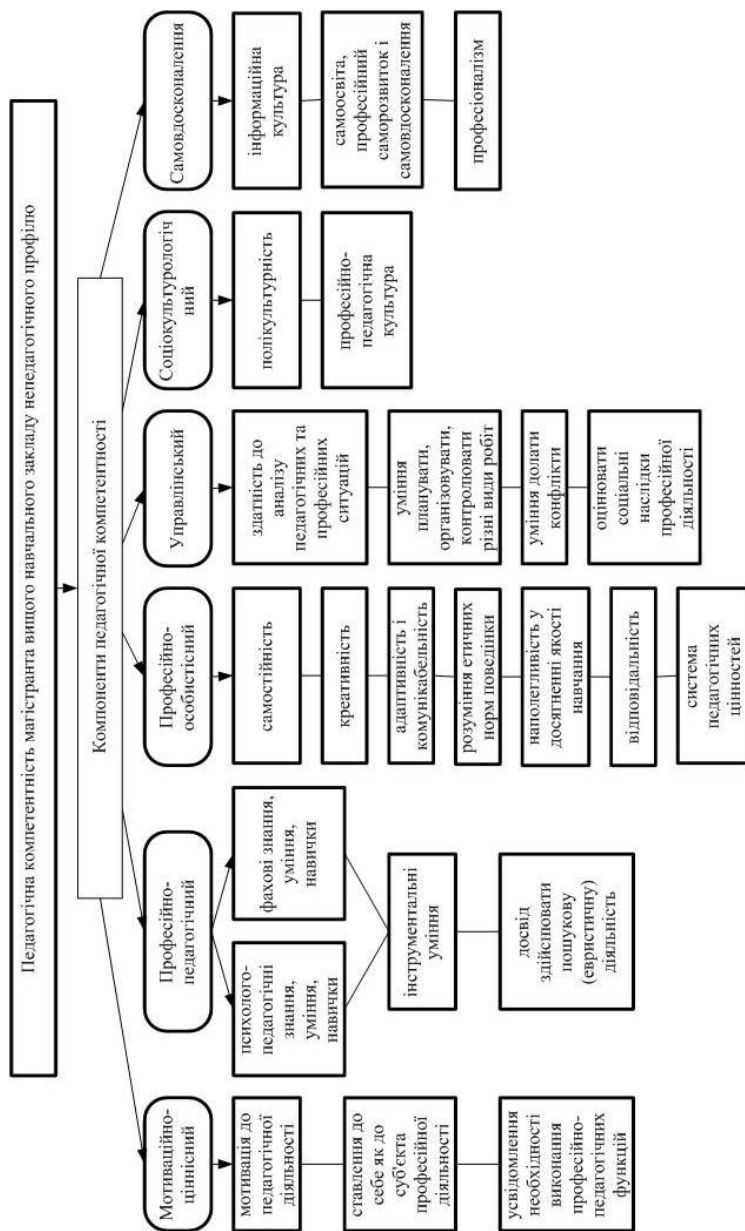 Педагогічна компетентність магістранта вищого навчального закладу непедагогічного профілю
Компоненти педагогічної компетентності
Мотиваційно-
ціннісний
мотивація до
педагогічної
діяльності
ставлення до
себе як до
суб'єкта
професійної
діяльності
усвідомлення
необхідності
виконання
професійно-
педагогічних
функцій
Професійно-
педагогічний
психолого-
педагогічні
знання,
уміння,
навички
фахові знання,
уміння,
навички
інструментальні
уміння
досвід
здійснювати
пошукову
(евристичну)
діяльність
Професійно-
особистісний
самостійність
креативність
адаптивність і
комунікабельність
розуміння етичних
норм поведінки
наполегливість у
досягненні якості
навчання
відповідальність
система
педагогічних
цінностей
Управлінський
здатність до
аналізу
педагогічних та
професійних
ситуацій
уміння
планувати,
організовувати,
контролювати
різні види робіт
уміння долати
конфлікти
оцінювати
соціальні
наслідки
професійної
діяльності
Соціокультурологіч
ний
полікультурність
професійно-
педагогічна
культура
Самовдосконалення
інформаційна
культура
самоосвіта,
професійний
саморозвиток і
самовдосконалення
професіоналізм